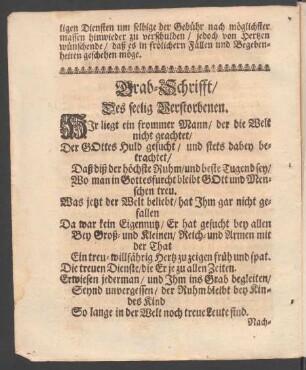 ligen Diensten um selbige der Gebühr nach möglichster
massen hinwieder zu verschulden / jedoch von Hertzen
wünschende / daß es in frölichern Fällen und Begeben-
heiten geschehen möge.
Grab-Schrifft /
Des seelig Verstorbenen.
Hier liegt ein frommer Mann / der die Welt
nicht geachtet /
Der GOttes Huld gesucht / und stets dabey be-
trachtet /
Daß diß der höchste Ruhm / und beste Tugend sey /
Wo man in Gottesfurcht bleibt GOtt und Men-
schen treu.
Was jetzt der Welt beliebt / hat Ihm gar nicht ge-
fallen
Da war kein Eigennutz / Er hat gesucht bey allen
Bey Groß- und Kleinen / Reich- und Armen mit
der That
Ein treu-willfährig Hertz zu zeigen früh und spat.
Die treuen Dienste / die Er je zu allen Zeiten.
Erwiesen jederman / und Ihm ins Grab begleiten /
Seynd unvergessen / der Ruhm bleibt bey Kin-
des Kind
So lange in der Welt noch treue Leute sind.
Nach-